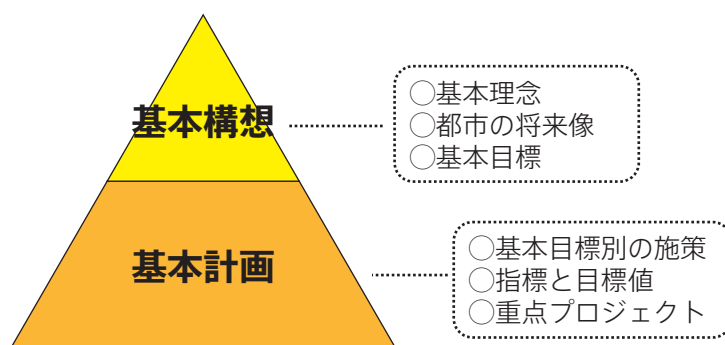 基本構想
◯基本理念
◯都市の将来像
◯基本目標
基本計画
◯基本目標別の施策
◯指標と目標値
◯重点プロジェクト